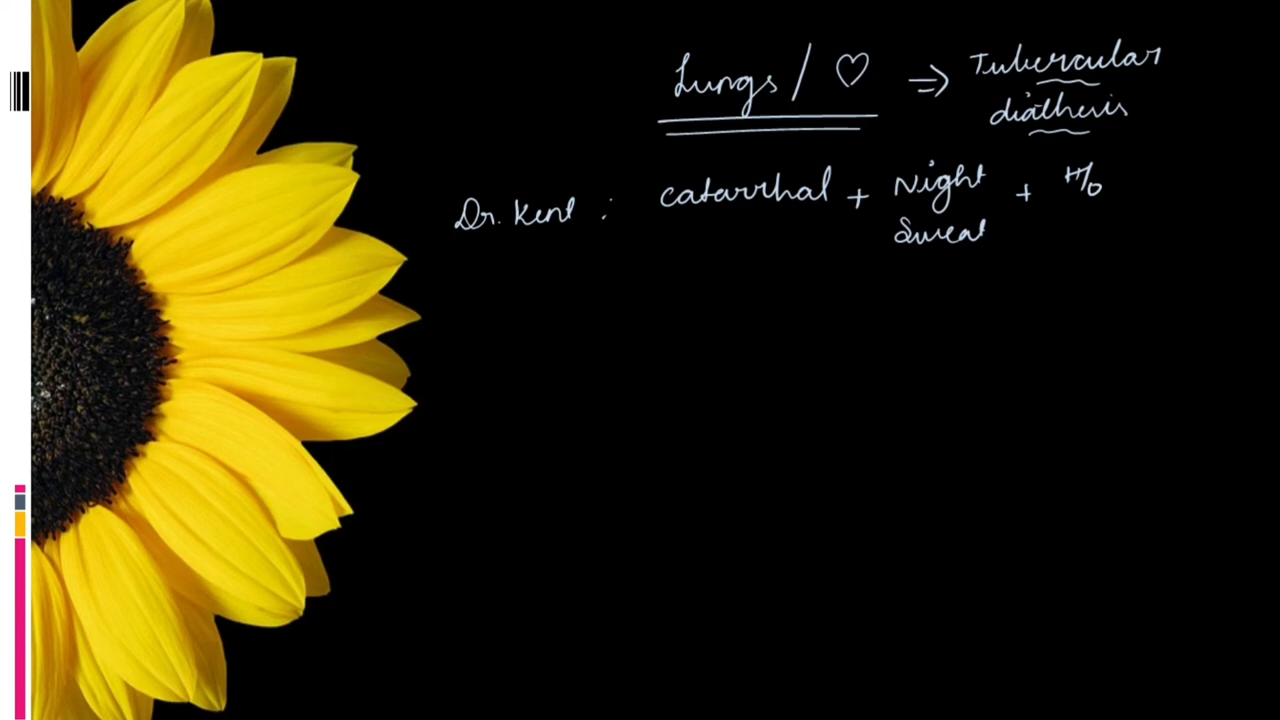 Lungs / ♡ ⇒ Tubercular
diathesis
Dr. Kent : Catarrhal + Night Sweat + H/o